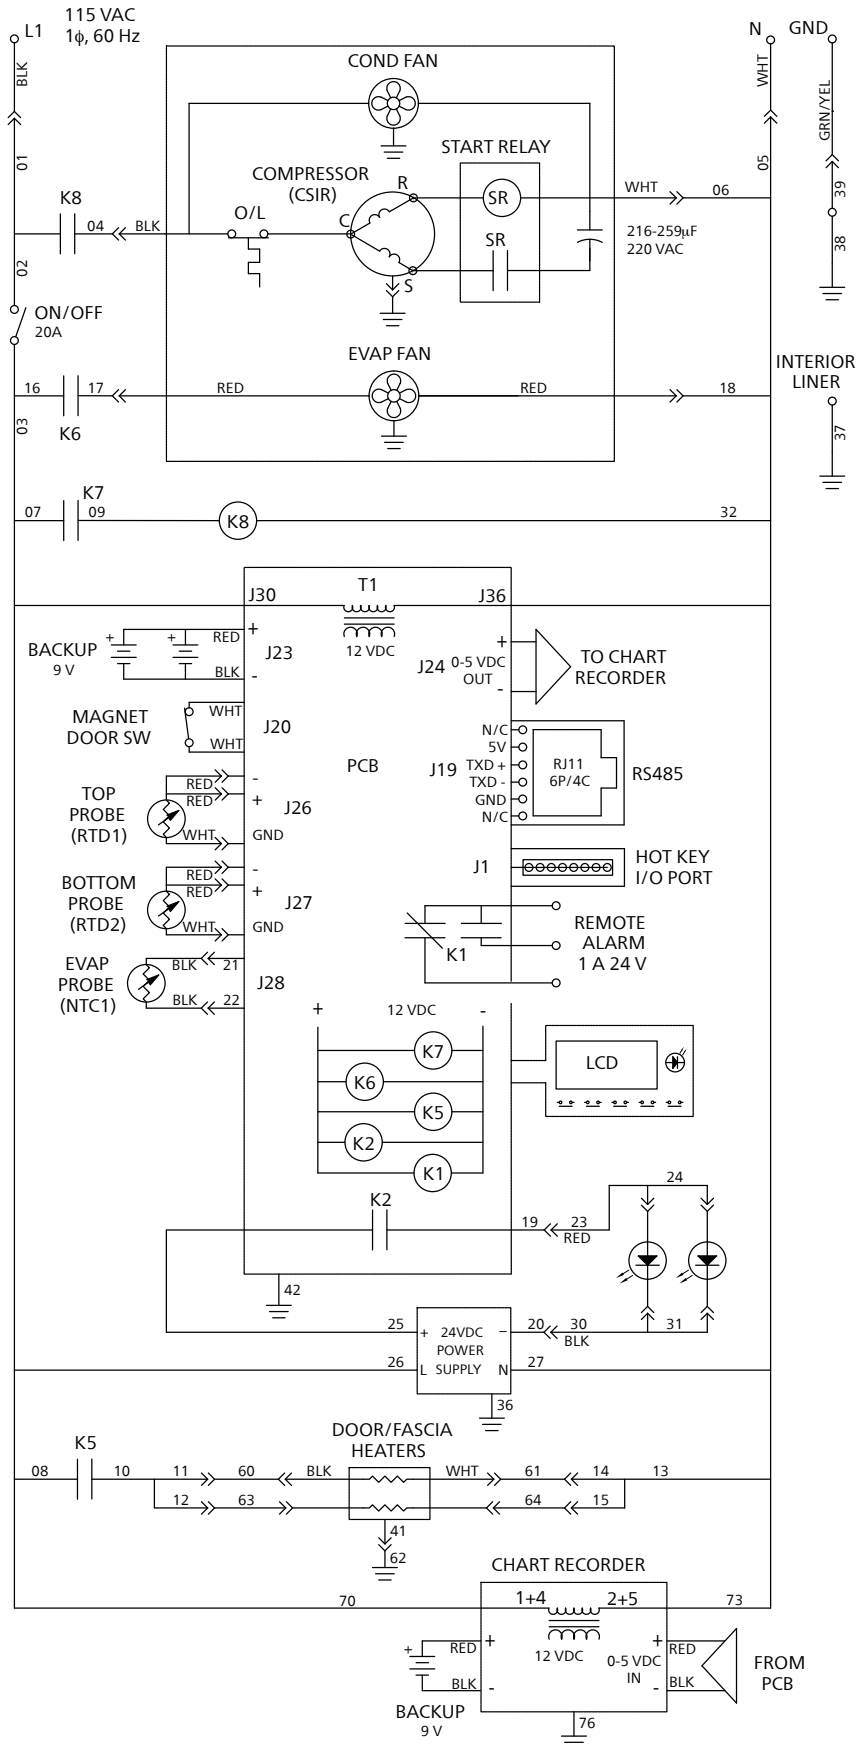 L1
115 VAC
1ϕ, 60 Hz
N
GND
BLK
WHT
GRN/YEL
COND FAN
START RELAY
COMPRESSOR
(CSIR)
01
05
39
K8
04
BLK
O/L
C
R
S
SR
SR
WHT
06
216-259µF
220 VAC
38
02
ON/OFF
20A
EVAP FAN
INTERIOR
LINER
16
17
RED
RED
18
K6
03
37
K7
07
09
K8
32
J30
T1
J36
12 VDC
BACKUP
9 V
+
+
RED
BLK
+
-
J23
J24
0-5 VDC
OUT
+
-
TO CHART
RECORDER
MAGNET
DOOR SW
WHT
WHT
J20
PCB
J19
N/C
5V
TXD +
TXD -
GND
N/C
RJ11
6P/4C
RS485
TOP
PROBE
(RTD1)
RED
RED
WHT
-
+
GND
J26
J1
HOT KEY
I/O PORT
BOTTOM
PROBE
(RTD2)
RED
RED
WHT
-
+
GND
J27
K1
REMOTE
ALARM
1 A 24 V
EVAP
PROBE
(NTC1)
BLK
21
BLK
22
J28
+
12 VDC
-
K7
K6
K5
K2
K1
LCD
K2
19
23
RED
24
42
25
+
24VDC
POWER
SUPPLY
−
20
30
BLK
31
26
L
N
27
36
DOOR/FASCIA
HEATERS
K5
08
10
11
60
BLK
WHT
61
14
13
12
63
64
15
41
62
CHART RECORDER
70
1+4
2+5
73
+
RED
+
12 VDC
0-5 VDC
IN
+
RED
BLK
-
-
BLK
BACKUP
9 V
76
FROM
PCB